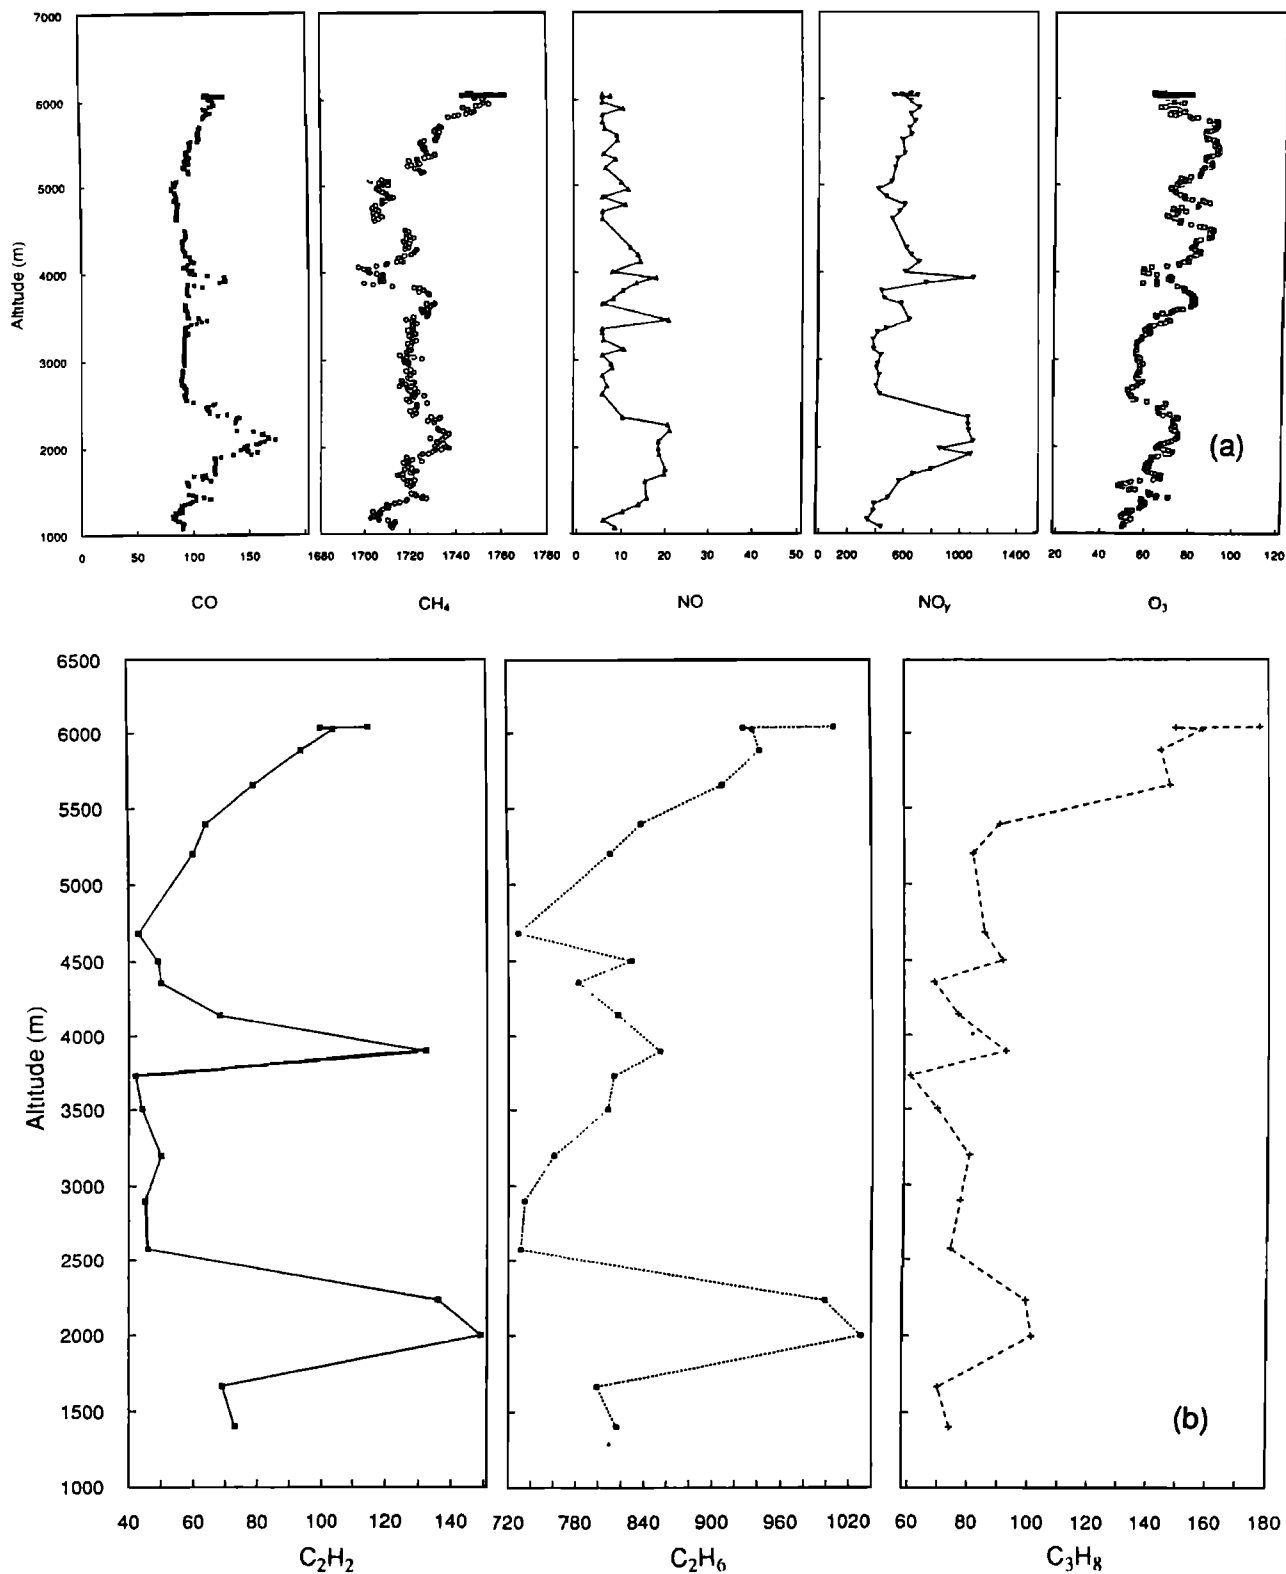 7000
6000
5000
4000
3000
2000
1000
Altitude (m)
0 50 100 150
1680 1700 1720 1740 1760 1780
0 10 20 30 40 50
0 200 600 1000 1400
20 40 60 80 100 120
CO CH₄ NO NOy O₃
(a)
6500
6000
5500
5000
4500
4000
3500
3000
2500
2000
1500
1000
Altitude (m)
40 60 80 100 120 140
720 780 840 900 960 1020
60 80 100 120 140 160 180
C₂H₂ C₂H₆ C₃H₈
(b)